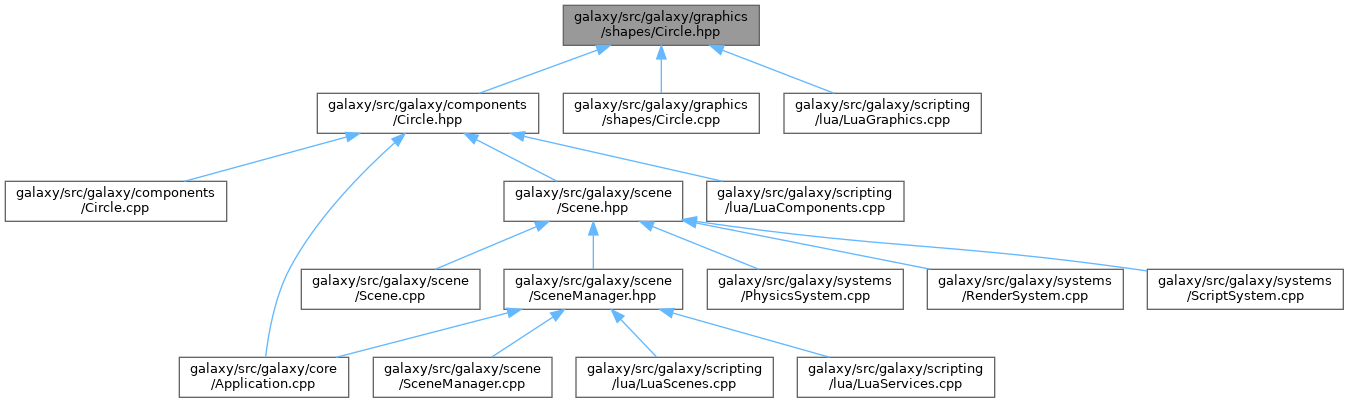 galaxy/src/galaxy/graphics
/shapes/Circle.hpp
galaxy/src/galaxy/components
/Circle.hpp
galaxy/src/galaxy/graphics
/shapes/Circle.cpp
galaxy/src/galaxy/scripting
/lua/LuaGraphics.cpp
galaxy/src/galaxy/components
/Circle.cpp
galaxy/src/galaxy/scene
/Scene.hpp
galaxy/src/galaxy/scripting
/lua/LuaComponents.cpp
galaxy/src/galaxy/scene
/Scene.cpp
galaxy/src/galaxy/scene
/SceneManager.hpp
galaxy/src/galaxy/systems
/PhysicsSystem.cpp
galaxy/src/galaxy/systems
/RenderSystem.cpp
galaxy/src/galaxy/systems
/ScriptSystem.cpp
galaxy/src/galaxy/core
/Application.cpp
galaxy/src/galaxy/scene
/SceneManager.cpp
galaxy/src/galaxy/scripting
/lua/LuaScenes.cpp
galaxy/src/galaxy/scripting
/lua/LuaServices.cpp